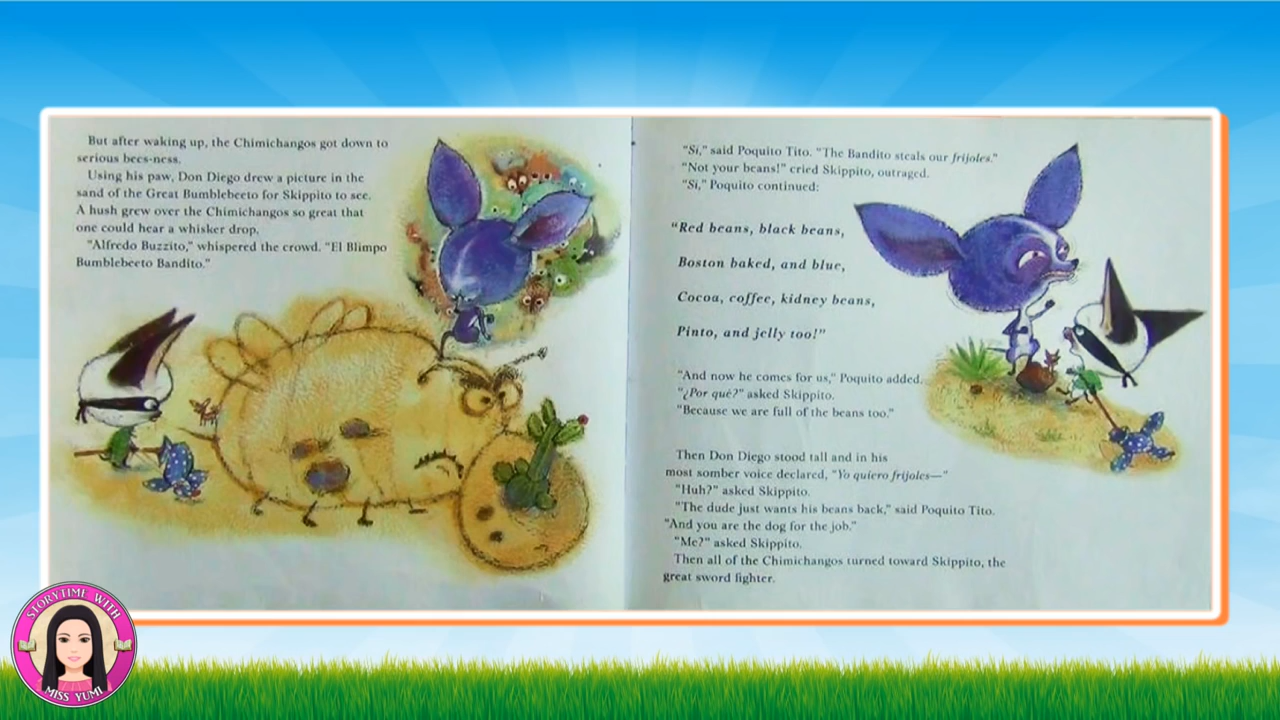 But after waking up, the Chimichangos got down to
serious bees-ness.
Using his paw, Don Diego drew a picture in the
sand of the Great Bumblebeeto for Skippito to see.
A hush grew over the Chimichangos so great that
one could hear a whisker drop.
"Alfredo Buzzito," whispered the crowd. "El Blimpo
Bumblebeeto Bandito."
"Sí," said Poquito Tito. "The Bandito steals our frijoles."
"Not your beans!" cried Skippito, outraged.
"Sí," Poquito continued:
"Red beans, black beans,
Boston baked, and blue,
Cocoa, coffee, kidney beans,
Pinto, and jelly too!"
"And now he comes for us," Poquito added.
"¿Por qué?" asked Skippito.
"Because we are full of the beans too."
Then Don Diego stood tall and in his
most somber voice declared, "Yo quiero frijoles—"
"Huh?" asked Skippito.
"The dude just wants his beans back," said Poquito Tito.
"And you are the dog for the job."
"Me?" asked Skippito.
Then all of the Chimichangos turned toward Skippito, the
great sword fighter.
STORYTIME WITH
MISS YUMI